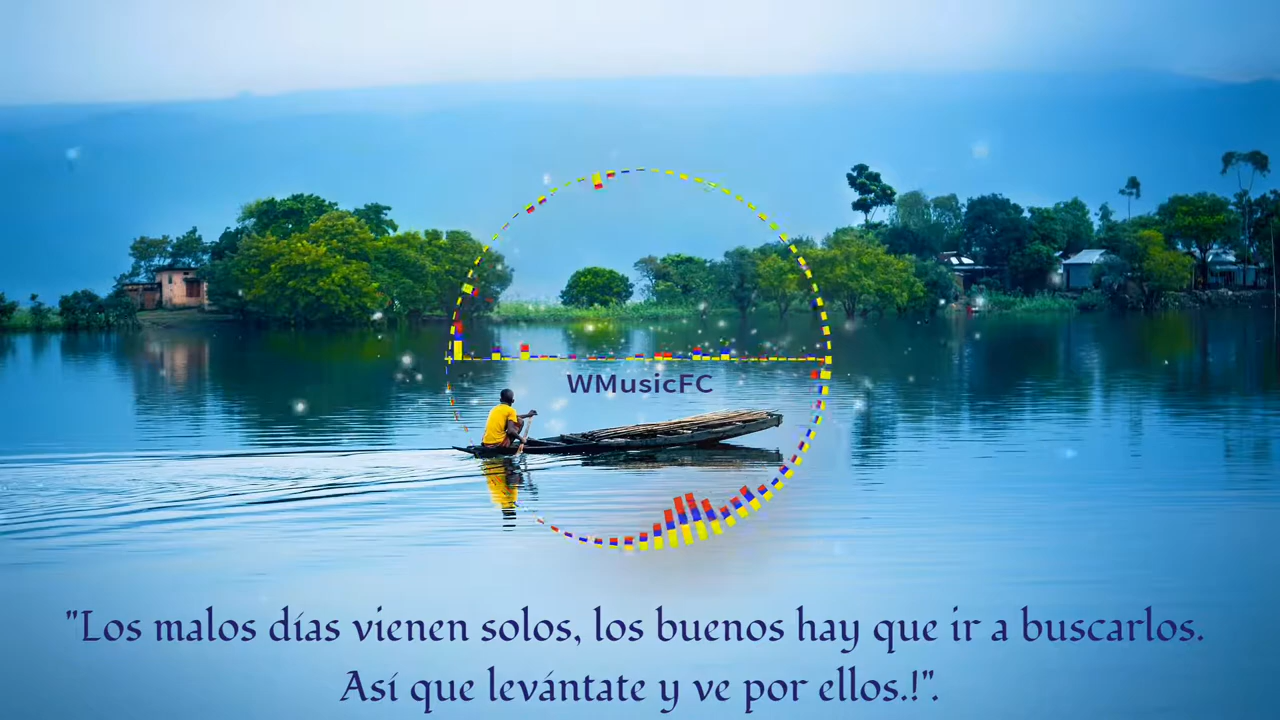 WMusicFC
"Los malos días vienen solos, los buenos hay que ir a buscarlos.
Así que levántate y ve por ellos.!".